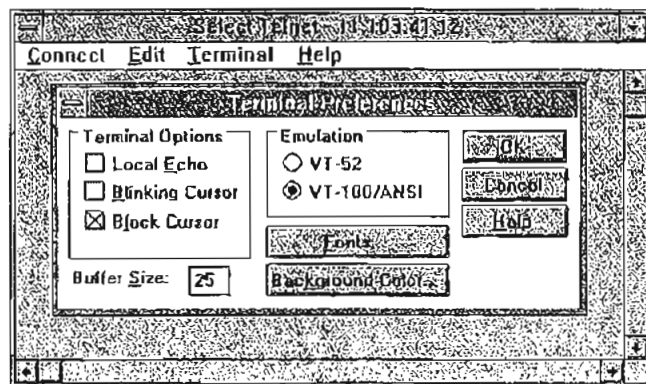 Select Telnet - 11.103.41.12
Connect Edit Terminal Help
Terminal Preferences
Terminal Options
Local Echo
Blinking Cursor
Block Cursor
Buffer Size: 25
Emulation
VT-52
VT-100/ANSI
Fonts
Background Color...
OK
Cancel
Help